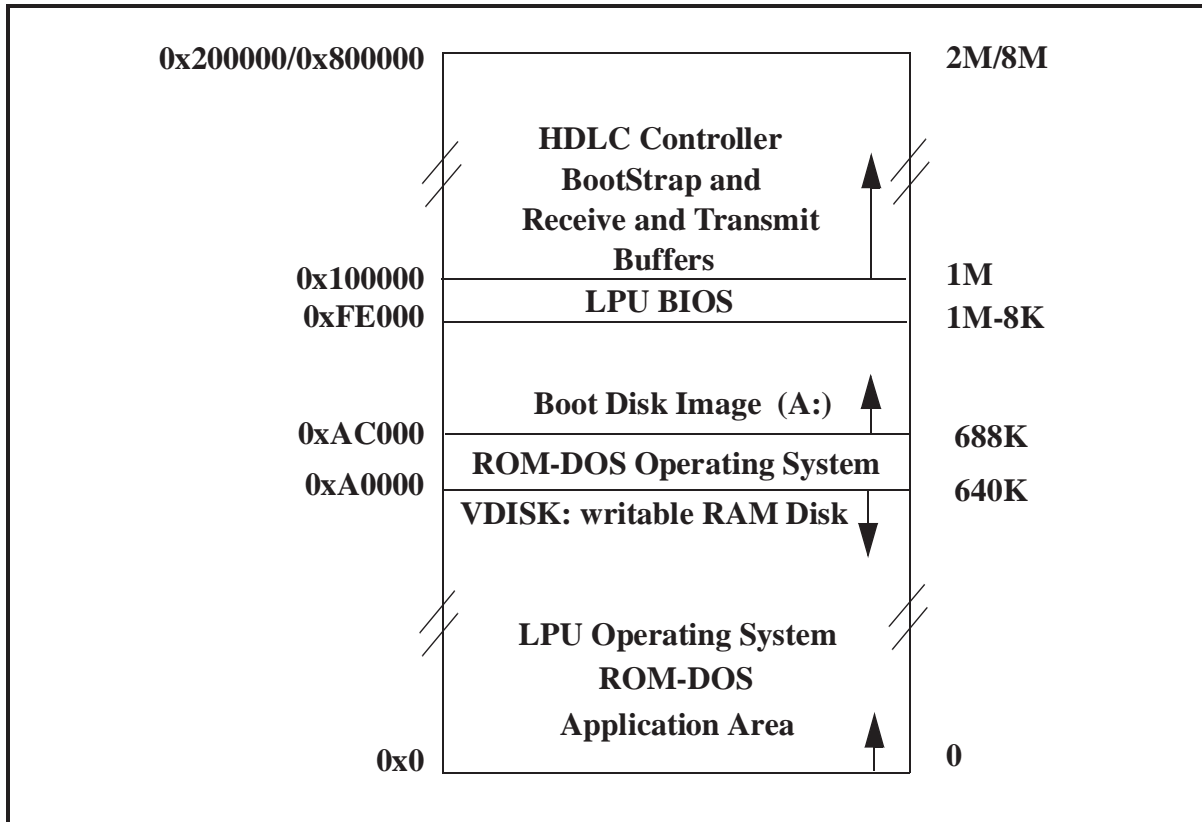 0x200000/0x800000 2M/8M
HDLC Controller
BootStrap and
Receive and Transmit
Buffers
0x100000 1M
LPU BIOS
0xFE000 1M-8K
Boot Disk Image (A:)
0xAC000 688K
ROM-DOS Operating System
0xA0000 640K
VDISK: writable RAM Disk
LPU Operating System
ROM-DOS
Application Area
0x0 0